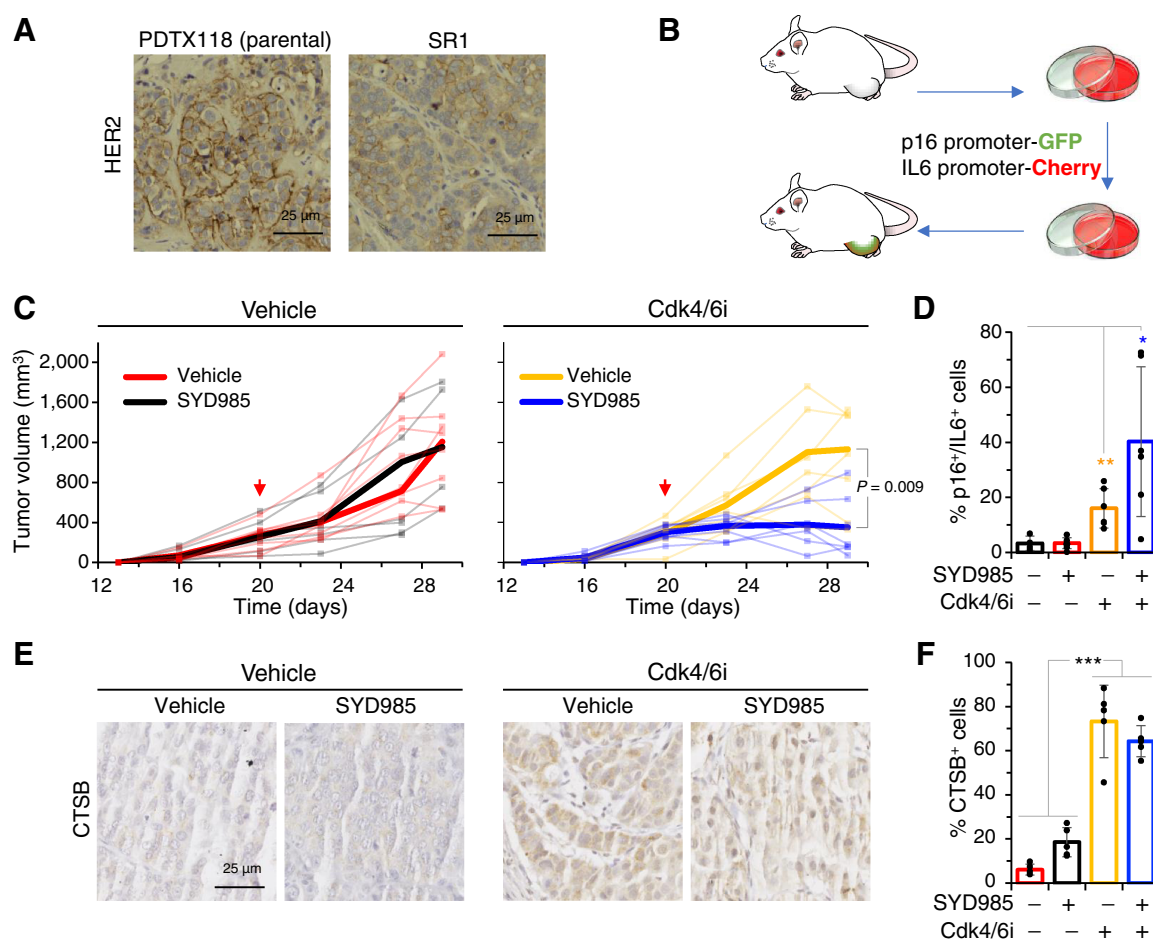 A
PDTX118 (parental)
SR1
HER2
25 µm
25 µm
B
p16 promoter-GFP
IL6 promoter-Cherry
C
Vehicle
Cdk4/6i
Tumor volume (mm³)
2,000
1,600
1,200
800
400
0
Vehicle
SYD985
12 16 20 24 28
Time (days)
Vehicle
SYD985
P = 0.009
12 16 20 24 28
Time (days)
D
% p16⁺/IL6⁺ cells
80
60
40
20
0
**
*
SYD985 – + – +
Cdk4/6i – – + +
E
Vehicle
Cdk4/6i
Vehicle
SYD985
Vehicle
SYD985
CTSB
25 µm
F
% CTSB⁺ cells
100
80
60
40
20
0
***
SYD985 – + – +
Cdk4/6i – – + +